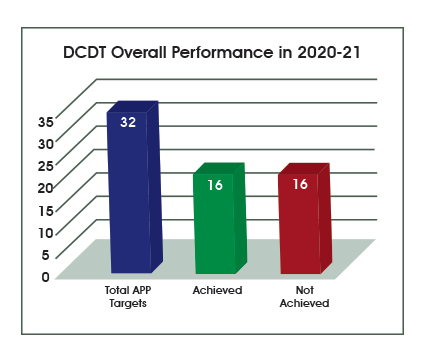 DCDT Overall Performance in 2020-21
35
30
25
20
15
10
5
0
32
16
16
Total APP
Targets
Achieved
Not
Achieved